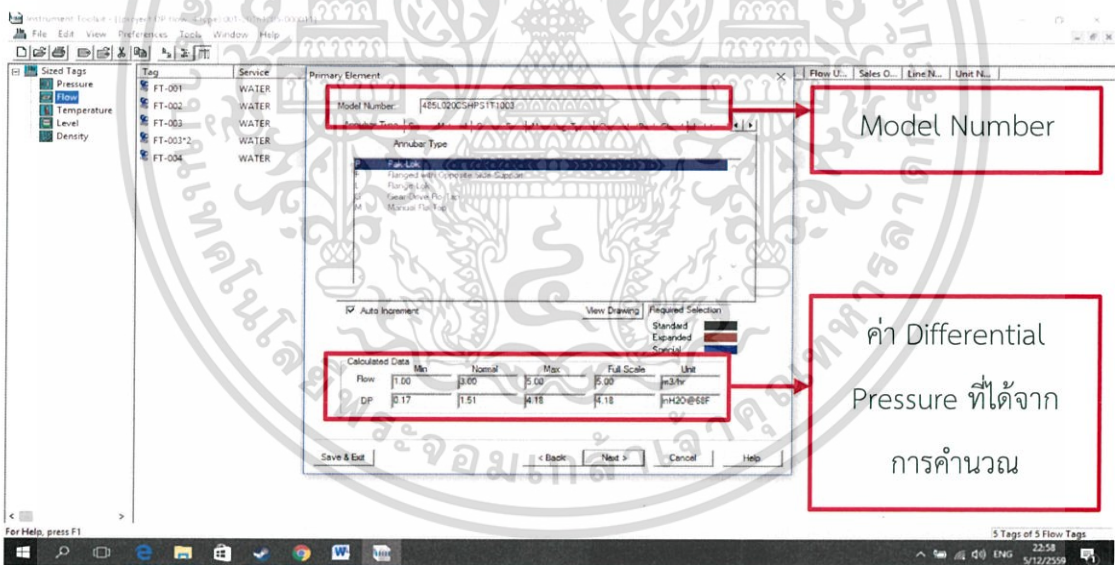 File Edit View Preferences Tools Window Help
Sized Tags
Pressure
Flow
Temperature
Level
Density
Tag Service
FT-001 WATER
FT-002 WATER
FT-003 WATER
FT-003*2 WATER
FT-004 WATER
Primary Element
Model Number: 485L020CSHPS1T1003
Annubar Type
Pak-Lok
Flanged with Opposite Side Support
Flange-Lok
Gear Drive Flo-Tap
Manual Flo-Tap
Auto Increment
View Drawing
Required Selection
Standard
Expanded
Special
Calculated Data
Min Normal Max Full Scale Unit
Flow 1.00 3.00 5.00 5.00 m3/hr
DP 0.17 1.51 4.18 4.18 inH2O@68F
Save & Exit < Back Next > Cancel Help
Flow U... Sales O... Line N... Unit N...
Model Number
ค่า Differential
Pressure ที่ได้จาก
การคำนวณ
For Help, press F1
5 Tags of 5 Flow Tags
ENG 22:58
5/12/2559